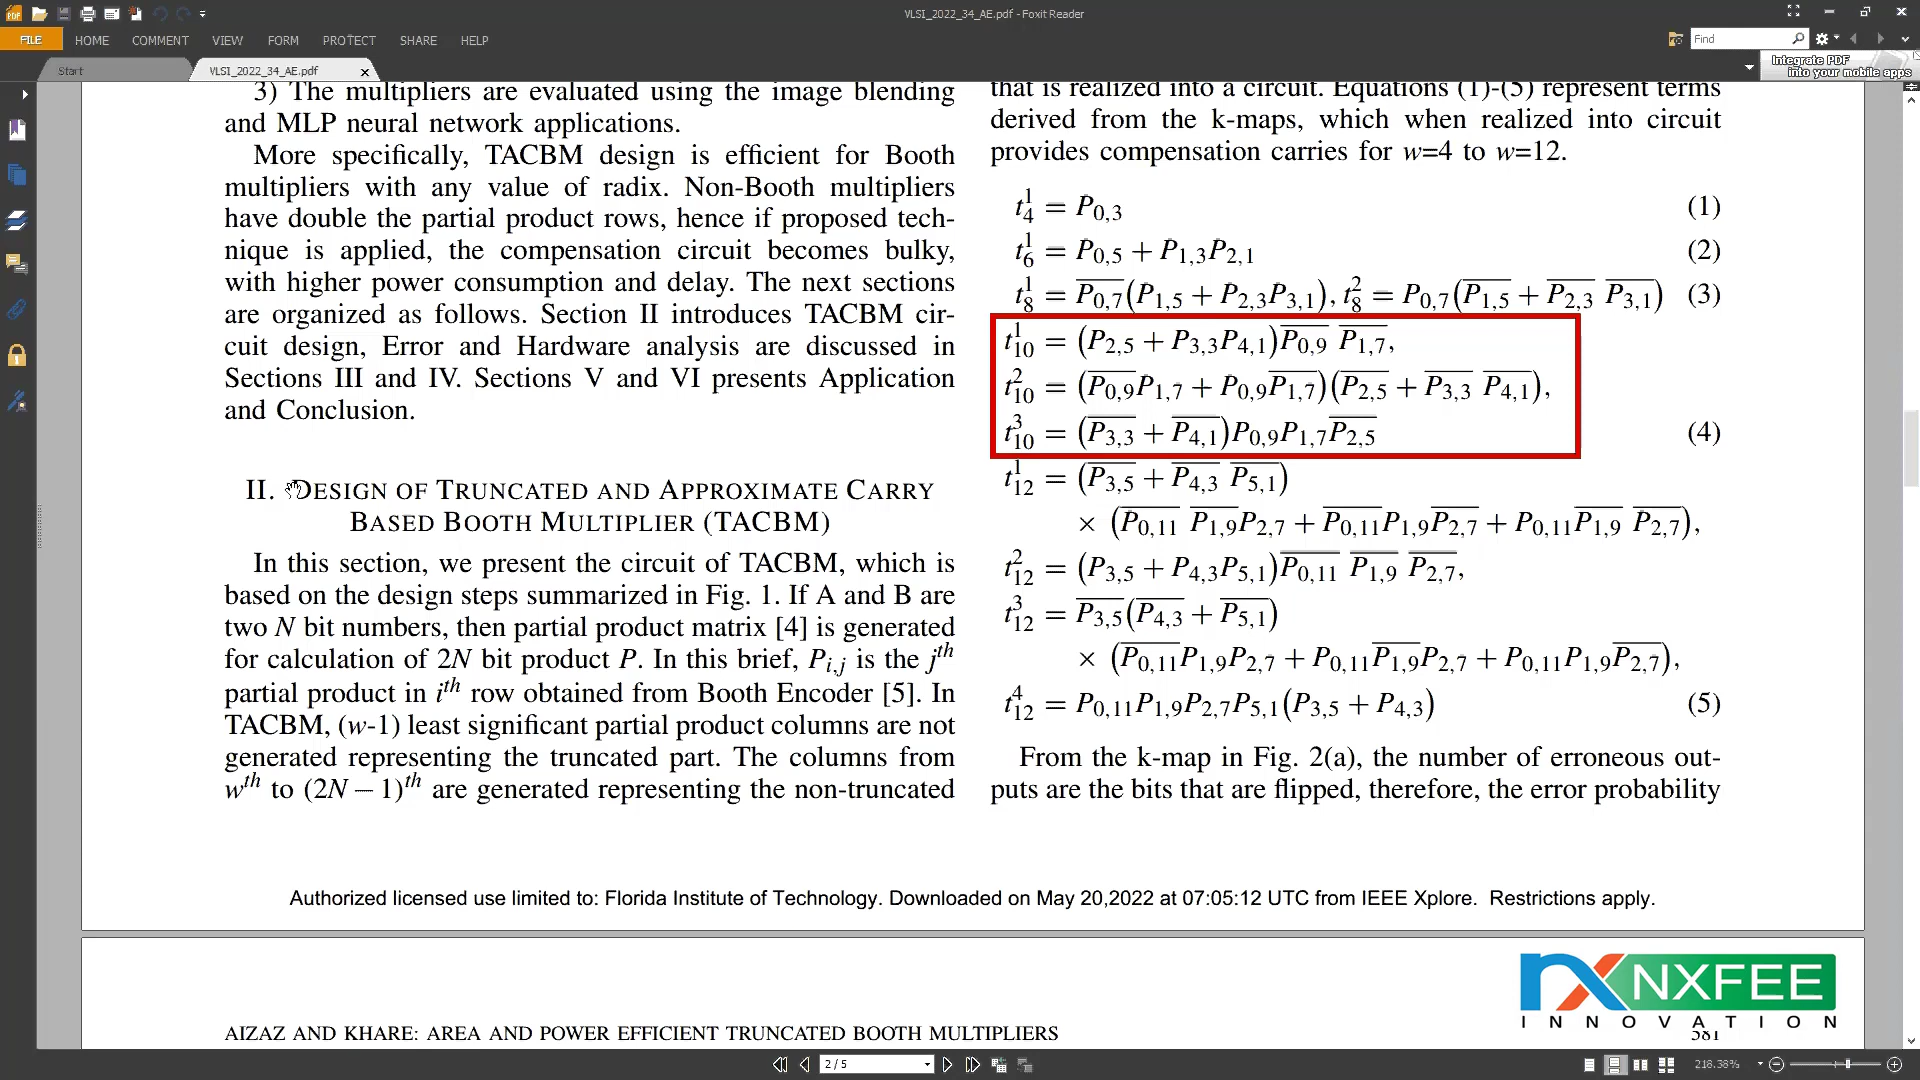 VLSI_2022_34_AE.pdf - Foxit Reader
FILE HOME COMMENT VIEW FORM PROTECT SHARE HELP
Find
Start VLSI_2022_34_AE.pdf x
Integrate PDF
into your mobile apps
3) The multipliers are evaluated using the image blending
and MLP neural network applications.
More specifically, TACBM design is efficient for Booth
multipliers with any value of radix. Non-Booth multipliers
have double the partial product rows, hence if proposed tech-
nique is applied, the compensation circuit becomes bulky,
with higher power consumption and delay. The next sections
are organized as follows. Section II introduces TACBM cir-
cuit design, Error and Hardware analysis are discussed in
Sections III and IV. Sections V and VI presents Application
and Conclusion.
II. DESIGN OF TRUNCATED AND APPROXIMATE CARRY
BASED BOOTH MULTIPLIER (TACBM)
In this section, we present the circuit of TACBM, which is
based on the design steps summarized in Fig. 1. If A and B are
two N bit numbers, then partial product matrix [4] is generated
for calculation of 2N bit product P. In this brief, P_{i,j} is the j^{th}
partial product in i^{th} row obtained from Booth Encoder [5]. In
TACBM, (w-1) least significant partial product columns are not
generated representing the truncated part. The columns from
w^{th} to (2N − 1)^{th} are generated representing the non-truncated
that is realized into a circuit. Equations (1)-(5) represent terms
derived from the k-maps, which when realized into circuit
provides compensation carries for w=4 to w=12.
t_4^1 = P_{0,3} (1)
t_6^1 = P_{0,5} + P_{1,3}P_{2,1} (2)
t_8^1 = \overline{P_{0,7}}(P_{1,5} + P_{2,3}P_{3,1}), t_8^2 = P_{0,7}(\overline{P_{1,5}} + \overline{P_{2,3}} \overline{P_{3,1}}) (3)
t_{10}^1 = (P_{2,5} + P_{3,3}P_{4,1})\overline{P_{0,9}} \overline{P_{1,7}},
t_{10}^2 = (\overline{P_{0,9}}P_{1,7} + P_{0,9}\overline{P_{1,7}})(\overline{P_{2,5}} + \overline{P_{3,3}} \overline{P_{4,1}}),
t_{10}^3 = (\overline{P_{3,3}} + \overline{P_{4,1}})P_{0,9}P_{1,7}\overline{P_{2,5}} (4)
t_{12}^1 = (\overline{P_{3,5}} + \overline{P_{4,3}} \overline{P_{5,1}})
× (\overline{P_{0,11}} \overline{P_{1,9}}P_{2,7} + \overline{P_{0,11}}P_{1,9}\overline{P_{2,7}} + P_{0,11}\overline{P_{1,9}} \overline{P_{2,7}}),
t_{12}^2 = (P_{3,5} + P_{4,3}P_{5,1})\overline{P_{0,11}} \overline{P_{1,9}} \overline{P_{2,7}},
t_{12}^3 = \overline{P_{3,5}}(\overline{P_{4,3}} + \overline{P_{5,1}})
× (\overline{P_{0,11}}P_{1,9}P_{2,7} + P_{0,11}\overline{P_{1,9}}P_{2,7} + P_{0,11}P_{1,9}\overline{P_{2,7}}),
t_{12}^4 = P_{0,11}P_{1,9}P_{2,7}P_{5,1}(P_{3,5} + P_{4,3}) (5)
From the k-map in Fig. 2(a), the number of erroneous out-
puts are the bits that are flipped, therefore, the error probability
Authorized licensed use limited to: Florida Institute of Technology. Downloaded on May 20,2022 at 07:05:12 UTC from IEEE Xplore. Restrictions apply.
NXFEE
INNOVATION
AIZAZ AND KHARE: AREA AND POWER EFFICIENT TRUNCATED BOOTH MULTIPLIERS
581
2 / 5
218.38%